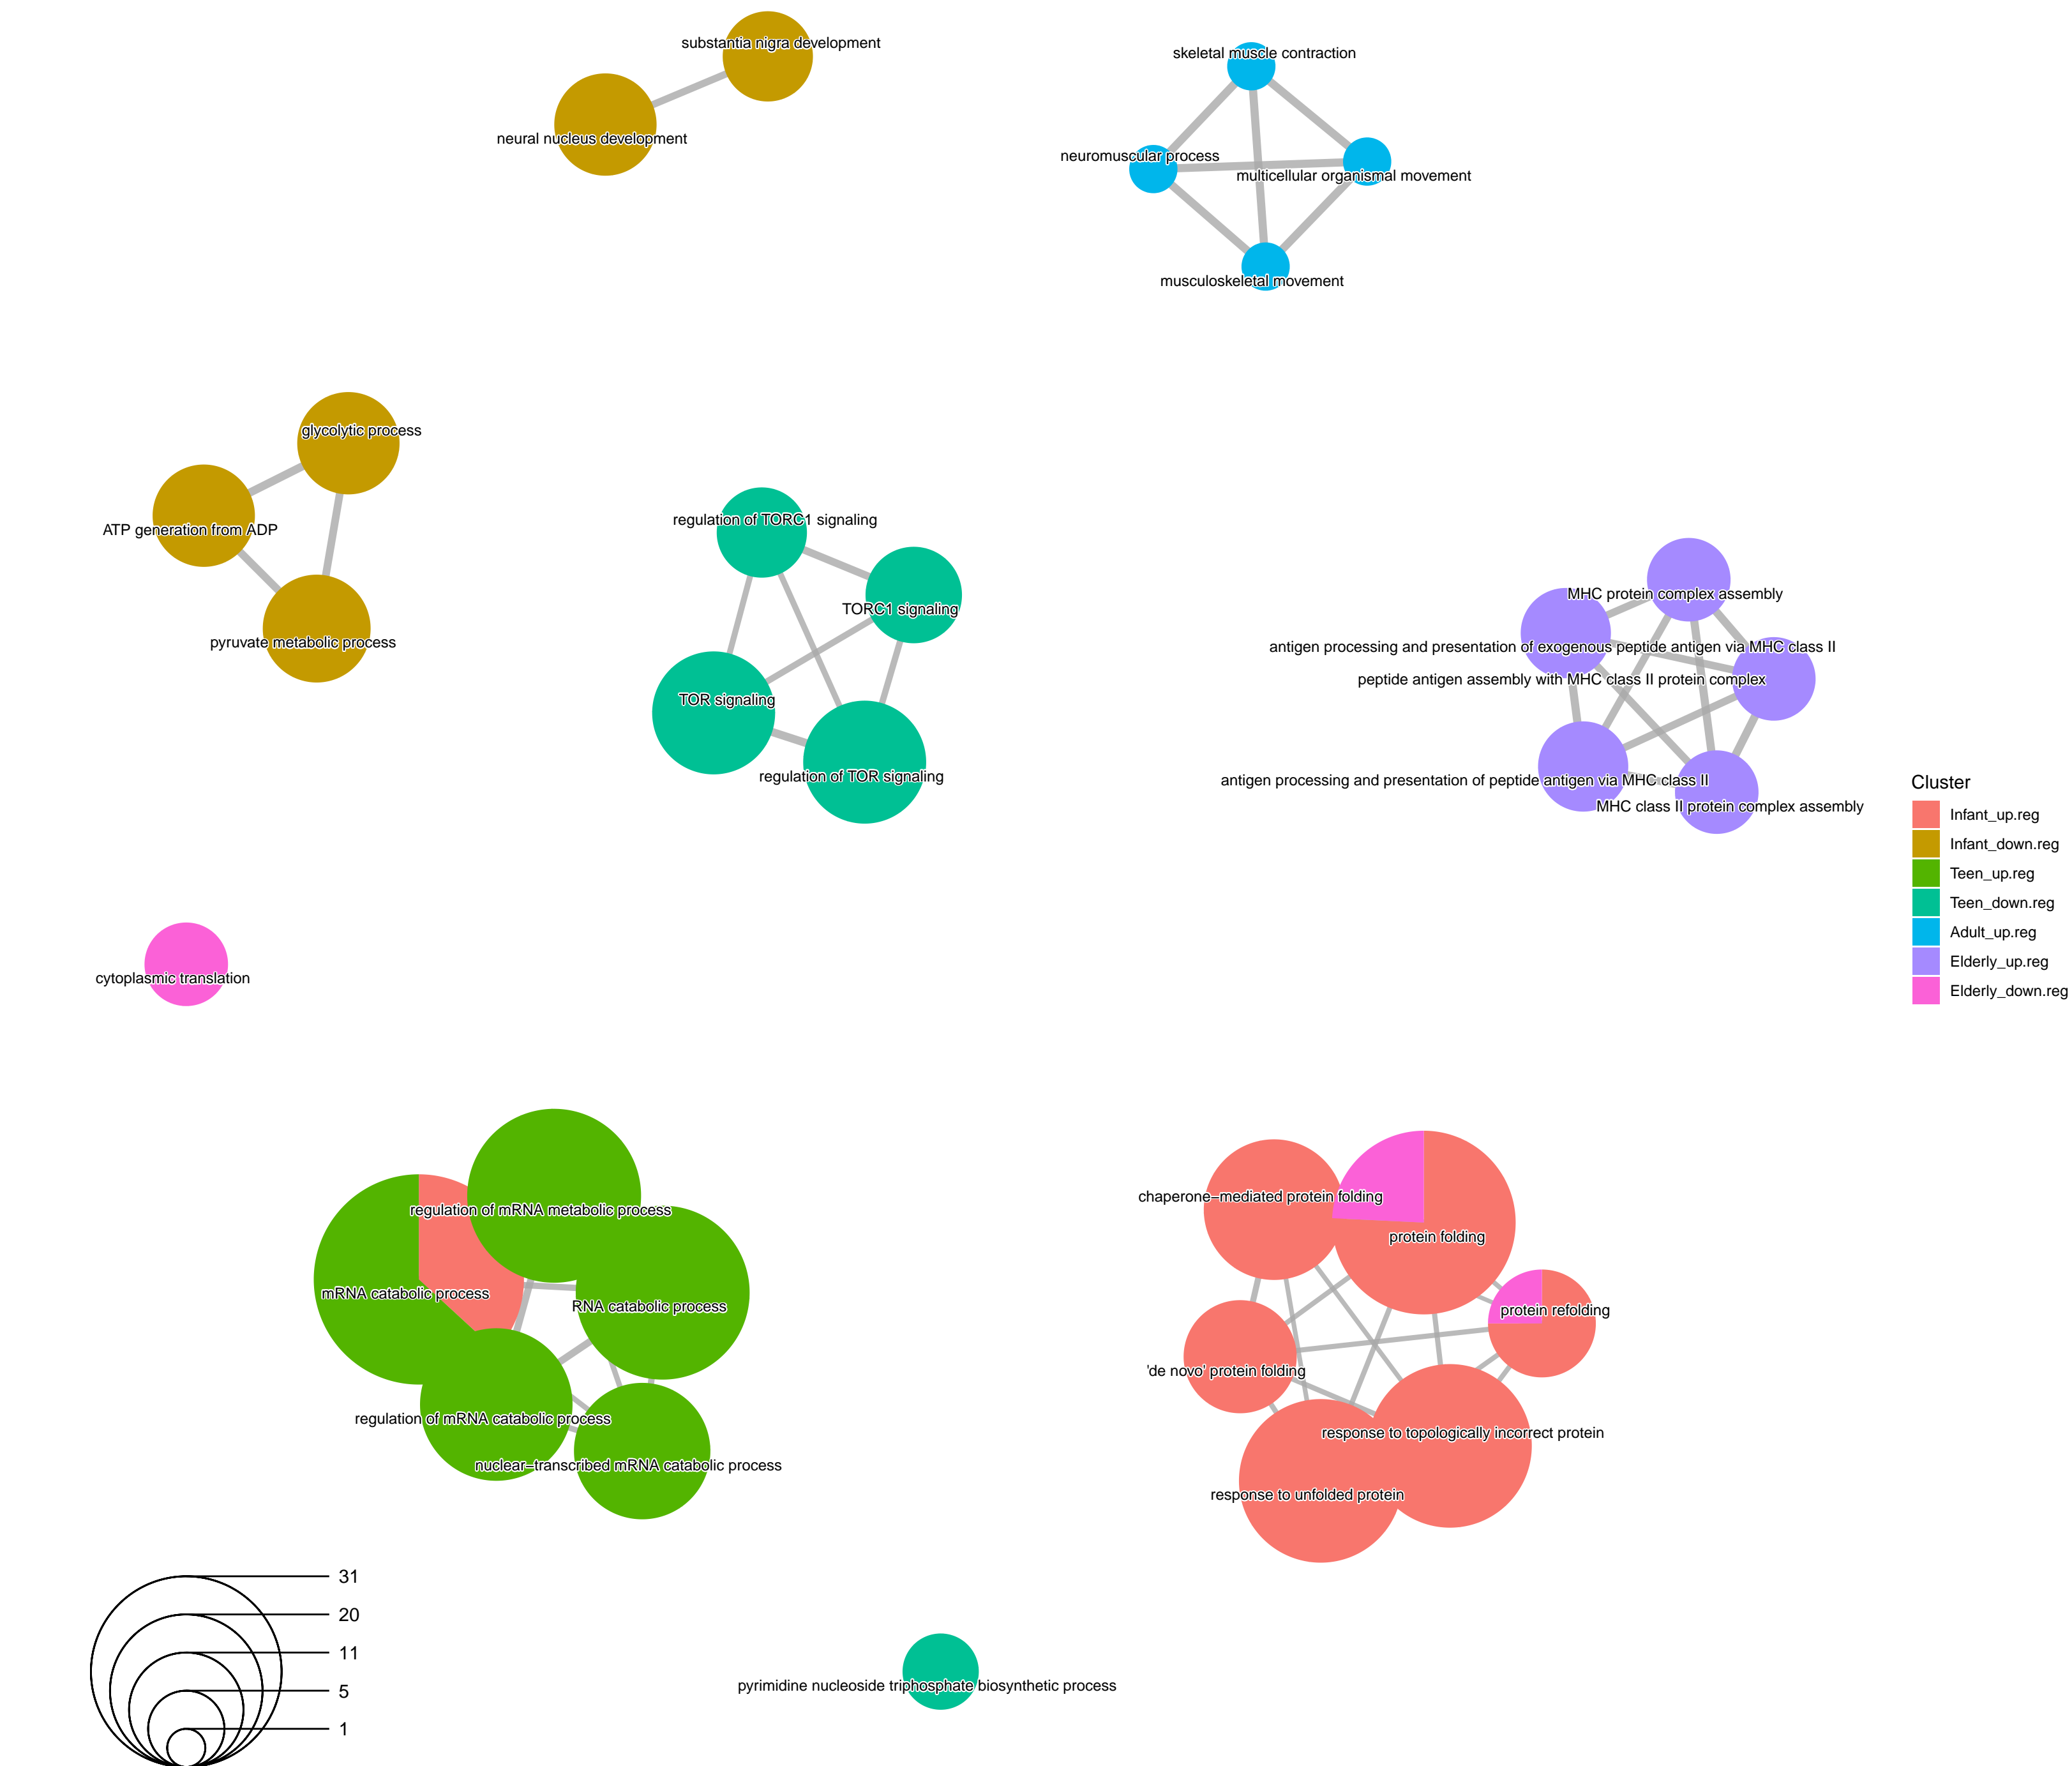 substantia nigra development
neural nucleus development
skeletal muscle contraction
neuromuscular process
multicellular organismal movement
musculoskeletal movement
glycolytic process
ATP generation from ADP
pyruvate metabolic process
regulation of TORC1 signaling
TORC1 signaling
TOR signaling
regulation of TOR signaling
MHC protein complex assembly
antigen processing and presentation of exogenous peptide antigen via MHC class II
peptide antigen assembly with MHC class II protein complex
antigen processing and presentation of peptide antigen via MHC class II
MHC class II protein complex assembly
Cluster
Infant_up.reg
Infant_down.reg
Teen_up.reg
Teen_down.reg
Adult_up.reg
Elderly_up.reg
Elderly_down.reg
cytoplasmic translation
regulation of mRNA metabolic process
mRNA catabolic process
RNA catabolic process
regulation of mRNA catabolic process
nuclear−transcribed mRNA catabolic process
chaperone−mediated protein folding
protein folding
protein refolding
'de novo' protein folding
response to topologically incorrect protein
response to unfolded protein
31
20
11
5
1
pyrimidine nucleoside triphosphate biosynthetic process